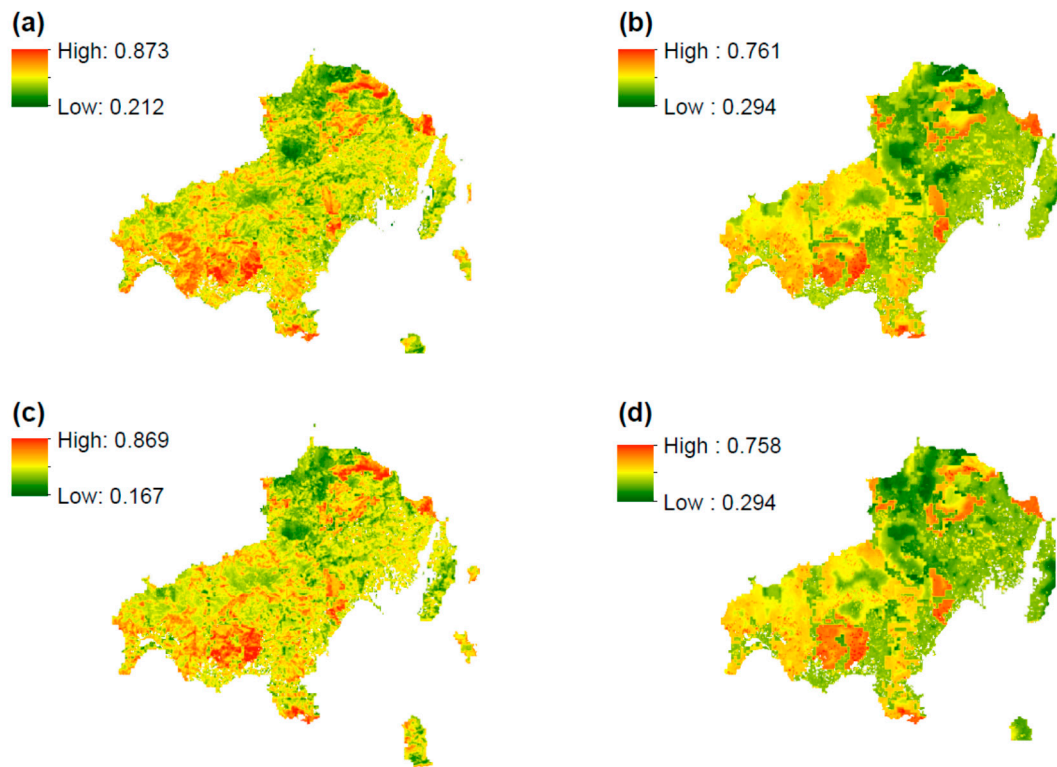 (a)
High: 0.873
Low: 0.212
(b)
High : 0.761
Low : 0.294
(c)
High: 0.869
Low: 0.167
(d)
High : 0.758
Low : 0.294